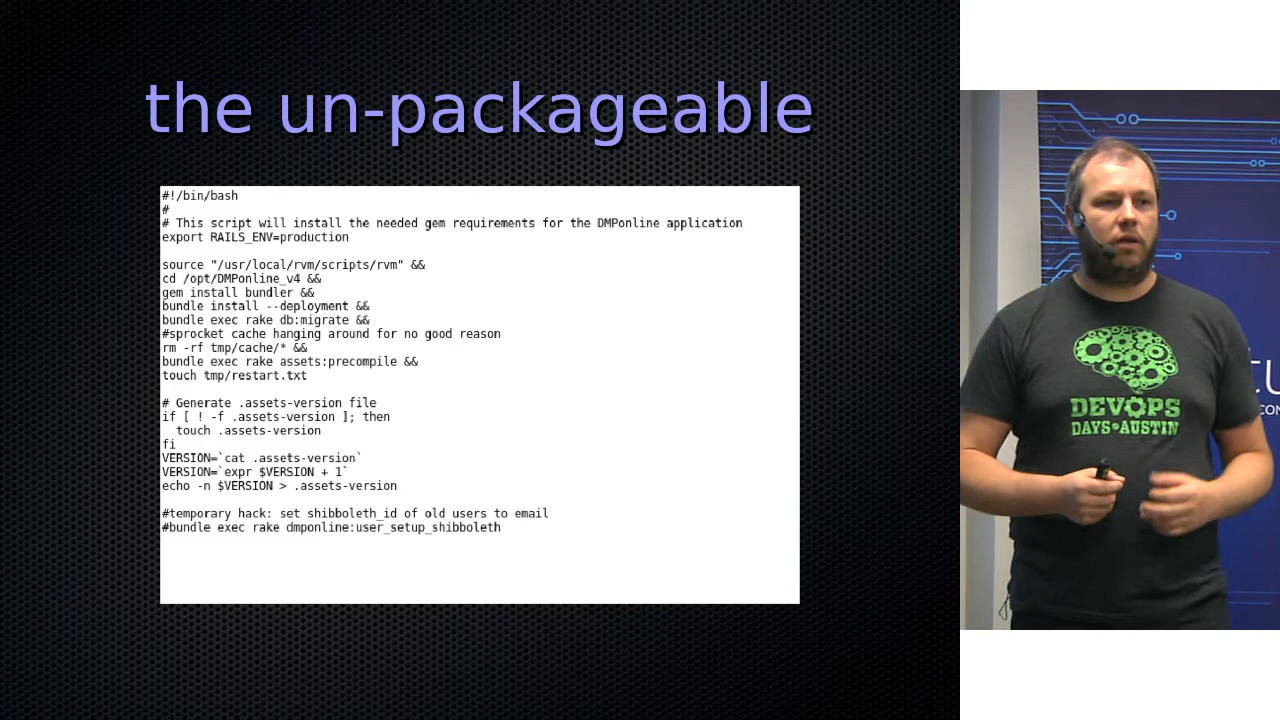 the un-packageable
#!/bin/bash
#
# This script will install the needed gem requirements for the DMPonline application
export RAILS_ENV=production
source "/usr/local/rvm/scripts/rvm" &&
cd /opt/DMPonline_v4 &&
gem install bundler &&
bundle install --deployment &&
bundle exec rake db:migrate &&
#sprocket cache hanging around for no good reason
rm -rf tmp/cache/* &&
bundle exec rake assets:precompile &&
touch tmp/restart.txt
# Generate .assets-version file
if [ ! -f .assets-version ]; then
  touch .assets-version
fi
VERSION=`cat .assets-version`
VERSION=`expr $VERSION + 1`
echo -n $VERSION > .assets-version
#temporary hack: set shibboleth_id of old users to email
#bundle exec rake dmponline:user_setup_shibboleth
DEVOPS
DAYS AUSTIN